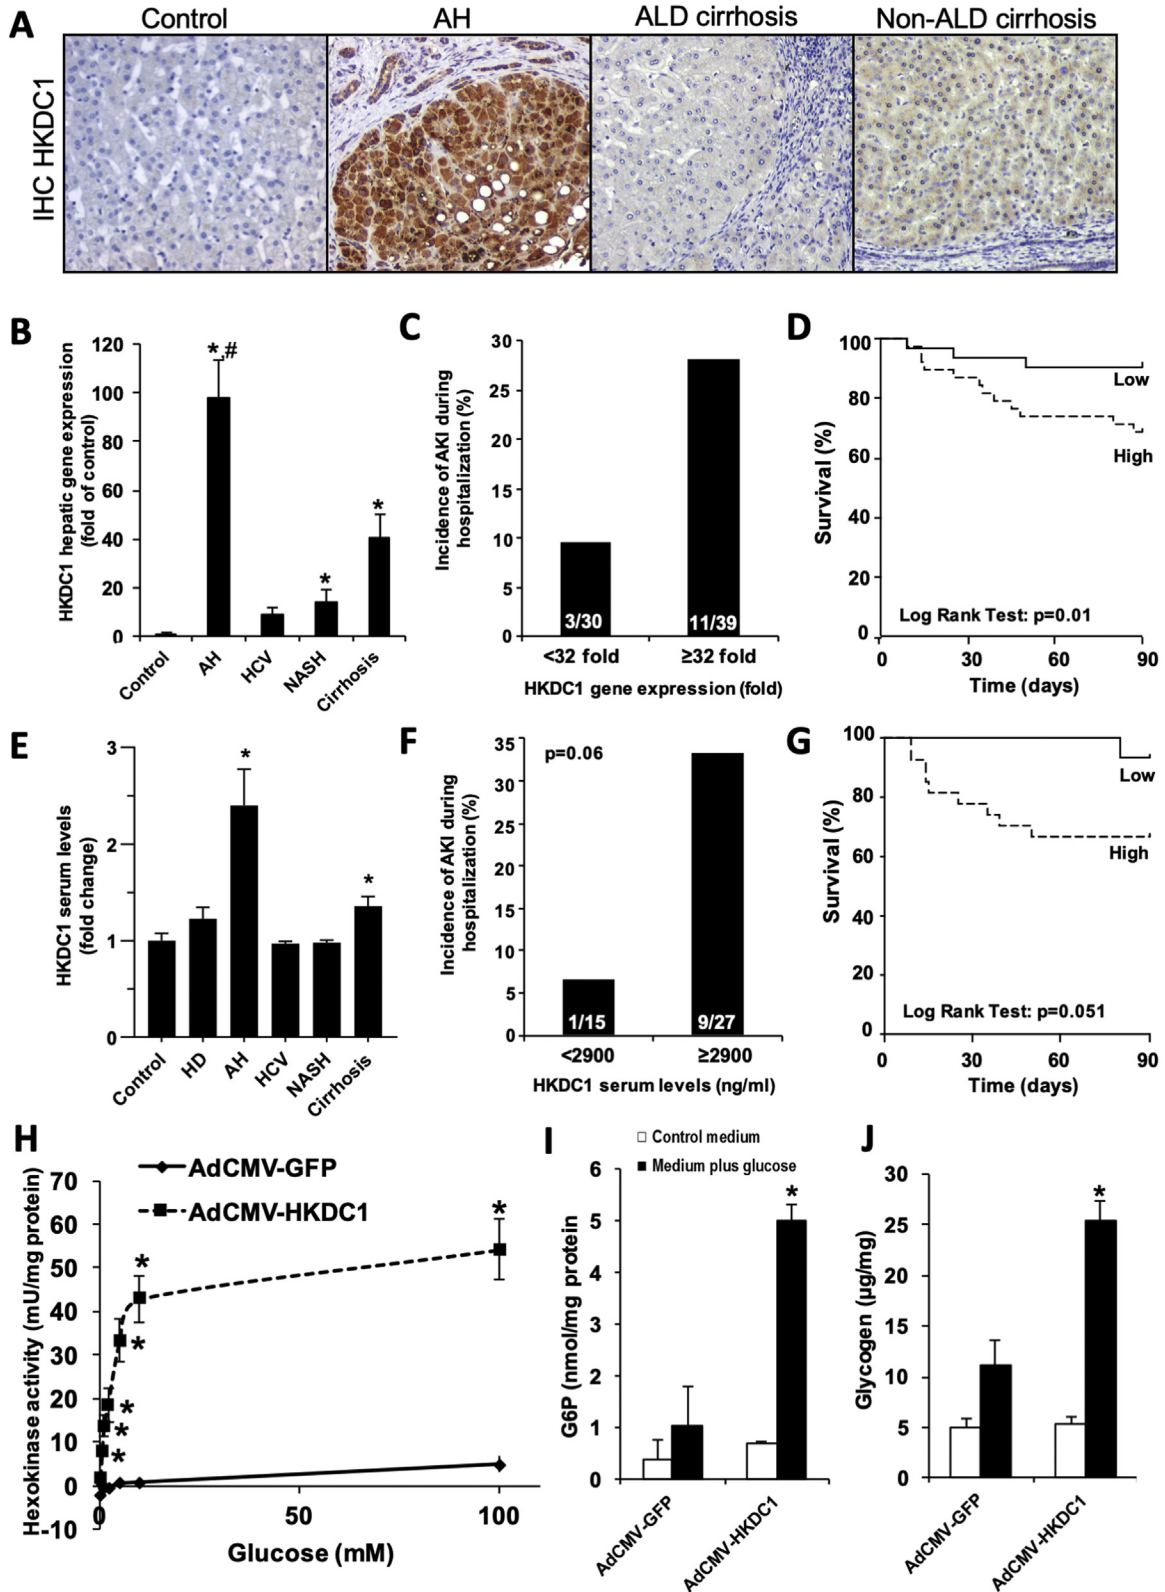 A
Control
AH
ALD cirrhosis
Non-ALD cirrhosis
IHC HKDC1
B
HKDC1 hepatic gene expression
(fold of control)
120
100
80
60
40
20
0
*,#
*
*
Control
AH
HCV
NASH
Cirrhosis
C
Incidence of AKI during
hospitalization (%)
30
25
20
15
10
5
0
3/30
11/39
<32 fold
≥32 fold
HKDC1 gene expression (fold)
D
Survival (%)
100
80
60
40
20
0
Low
High
Log Rank Test: p=0.01
0
30
60
90
Time (days)
E
HKDC1 serum levels
(fold change)
3
2
1
0
*
*
Control
HD
AH
HCV
NASH
Cirrhosis
F
Incidence of AKI during
hospitalization (%)
35
30
25
20
15
10
5
0
p=0.06
1/15
9/27
<2900
≥2900
HKDC1 serum levels (ng/ml)
G
Survival (%)
100
80
60
40
20
0
Low
High
Log Rank Test: p=0.051
0
30
60
90
Time (days)
H
AdCMV-GFP
AdCMV-HKDC1
Hexokinase activity (mU/mg protein)
70
60
50
40
30
20
10
0
-10
*
*
*
*
*
*
0
50
100
Glucose (mM)
I
Control medium
Medium plus glucose
G6P (nmol/mg protein)
6
5
4
3
2
1
0
*
AdCMV-GFP
AdCMV-HKDC1
J
Glycogen (µg/mg)
30
25
20
15
10
5
0
*
AdCMV-GFP
AdCMV-HKDC1